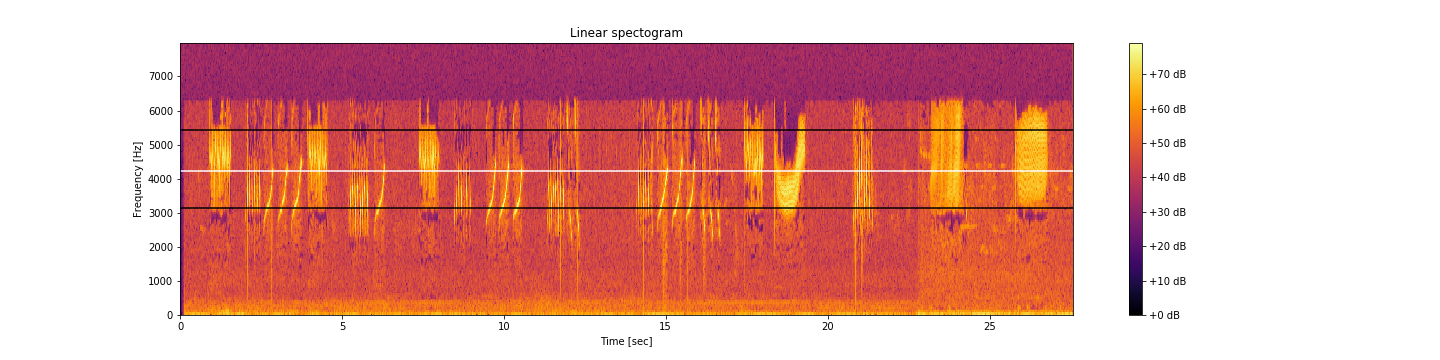 Linear spectogram
7000
6000
5000
4000
3000
2000
1000
0
Frequency [Hz]
0 5 10 15 20 25
Time [sec]
+70 dB
+60 dB
+50 dB
+40 dB
+30 dB
+20 dB
+10 dB
+0 dB